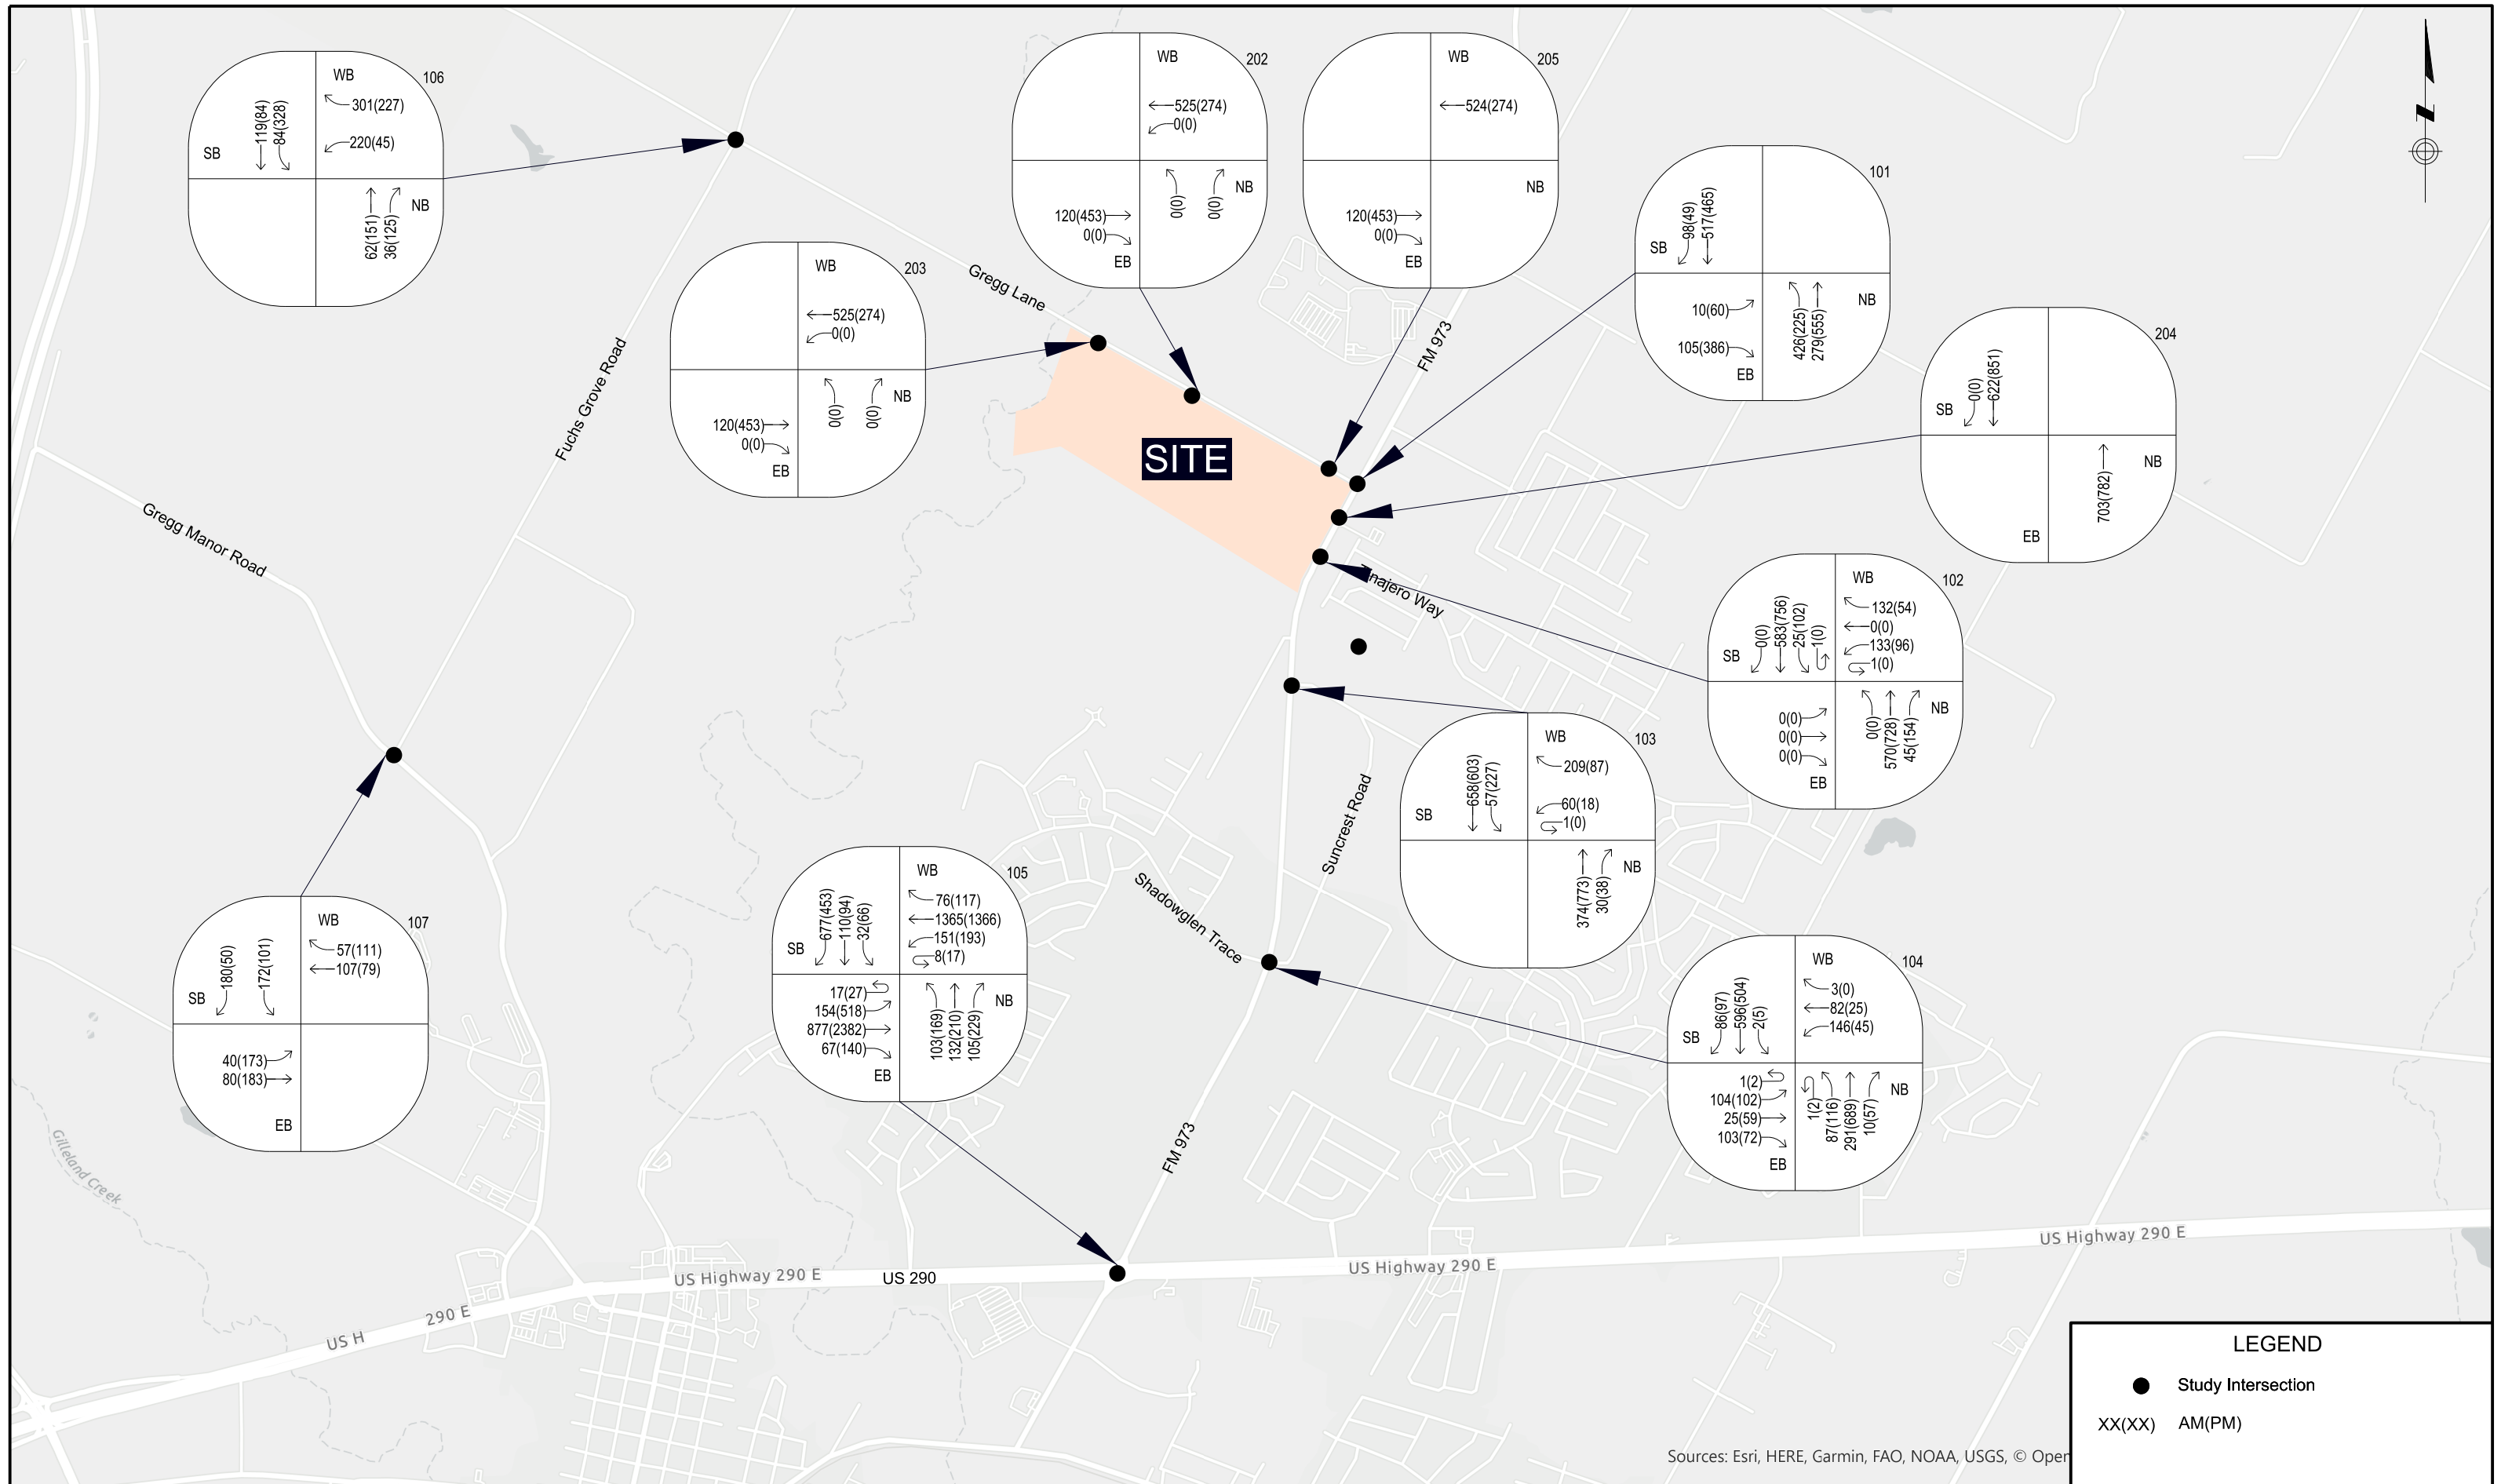 106
WB
301(227)
220(45)
SB
119(84)
84(328)
NB
62(151)
36(125)
202
WB
525(274)
0(0)
NB
0(0)
0(0)
120(453)
0(0)
EB
205
WB
524(274)
NB
120(453)
0(0)
EB
101
SB
98(49)
517(465)
NB
426(225)
279(555)
10(60)
105(386)
EB
203
WB
525(274)
0(0)
NB
0(0)
0(0)
120(453)
0(0)
EB
204
SB
0(0)
622(851)
NB
703(782)
EB
Gregg Lane
FM 973
Fuchs Grove Road
SITE
Gregg Manor Road
102
WB
132(54)
0(0)
133(96)
1(0)
SB
0(0)
583(756)
25(102)
1(0)
NB
0(0)
570(728)
45(154)
0(0)
0(0)
0(0)
EB
103
WB
209(87)
60(18)
1(0)
SB
658(603)
57(227)
NB
374(773)
30(38)
Suncrest Road
Shadowglen Trace
105
WB
76(117)
1365(1366)
151(193)
8(17)
SB
677(453)
110(94)
32(66)
NB
103(169)
132(210)
105(229)
17(27)
154(518)
877(2382)
67(140)
EB
107
WB
57(111)
107(79)
SB
180(50)
172(101)
40(173)
80(183)
EB
104
WB
3(0)
82(25)
146(45)
SB
86(97)
596(504)
2(5)
NB
1(2)
87(116)
291(689)
10(57)
1(2)
104(102)
25(59)
103(72)
EB
Gilleland Creek
FM 973
US Highway 290 E
US 290
US Highway 290 E
US Highway 290 E
US H
290 E
Way
N
LEGEND
Study Intersection
XX(XX) AM(PM)
Sources: Esri, HERE, Garmin, FAO, NOAA, USGS, © Oper